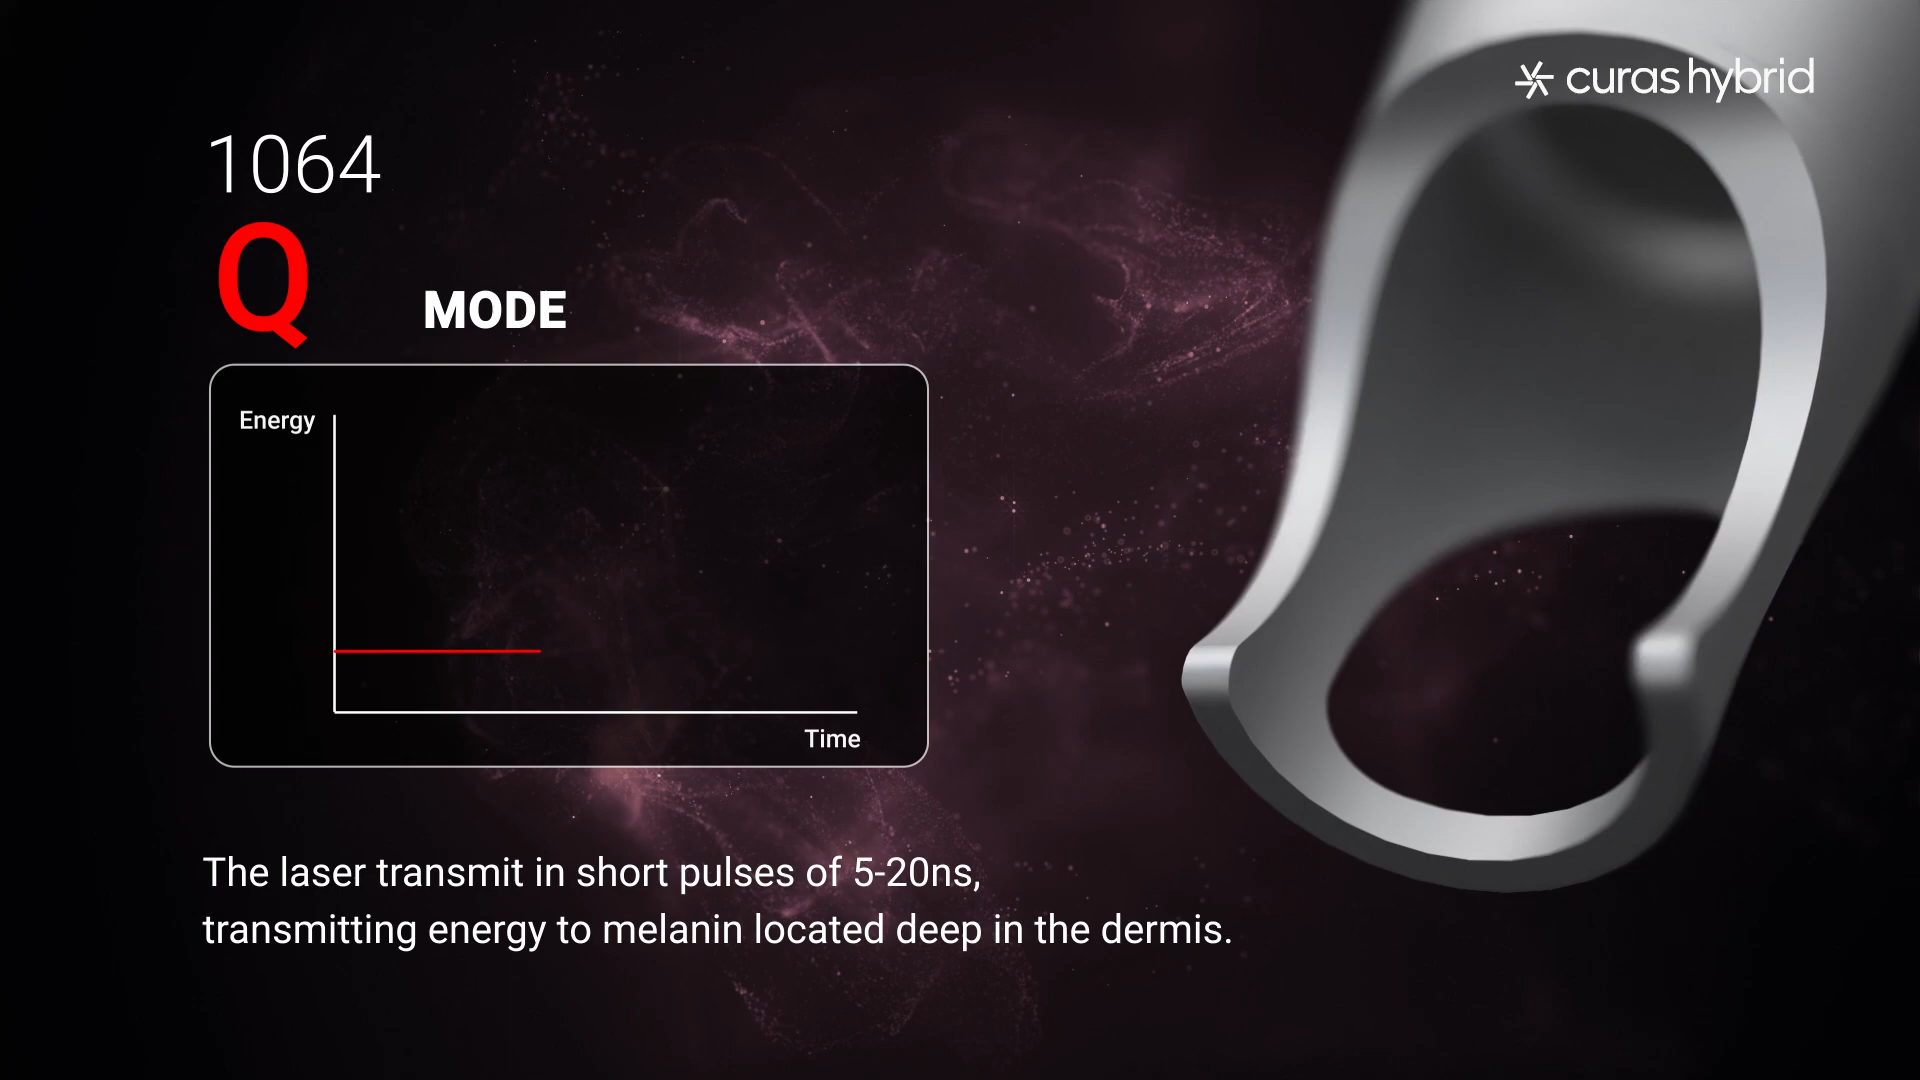 curas hybrid
1064
Q MODE
Energy
Time
The laser transmit in short pulses of 5-20ns,
transmitting energy to melanin located deep in the dermis.